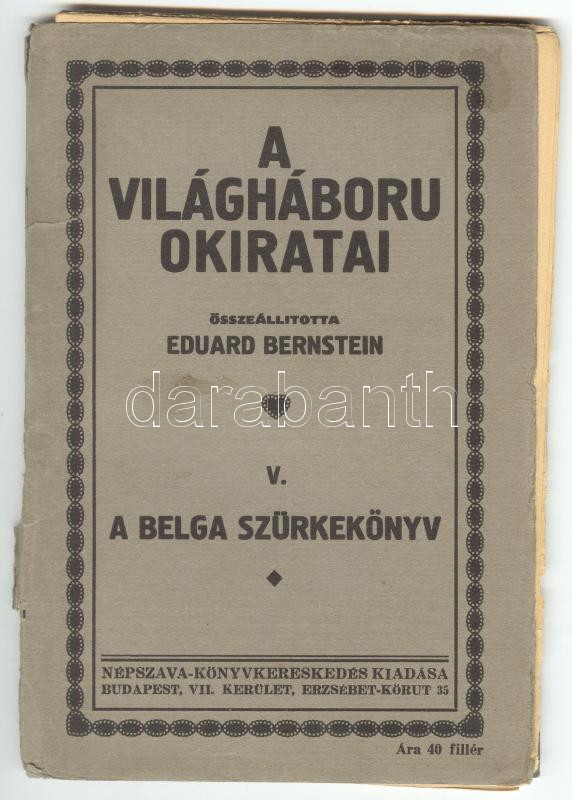 A
VILÁGHÁBORU
OKIRATAI
ÖSSZEÁLLITOTTA
EDUARD BERNSTEIN
darabanth
V.
A BELGA SZÜRKEKÖNYV
NÉPSZAVA-KÖNYVKERESKEDÉS KIADÁSA
BUDAPEST, VII. KERÜLET, ERZSÉBET-KÖRUT 35
Ára 40 fillér